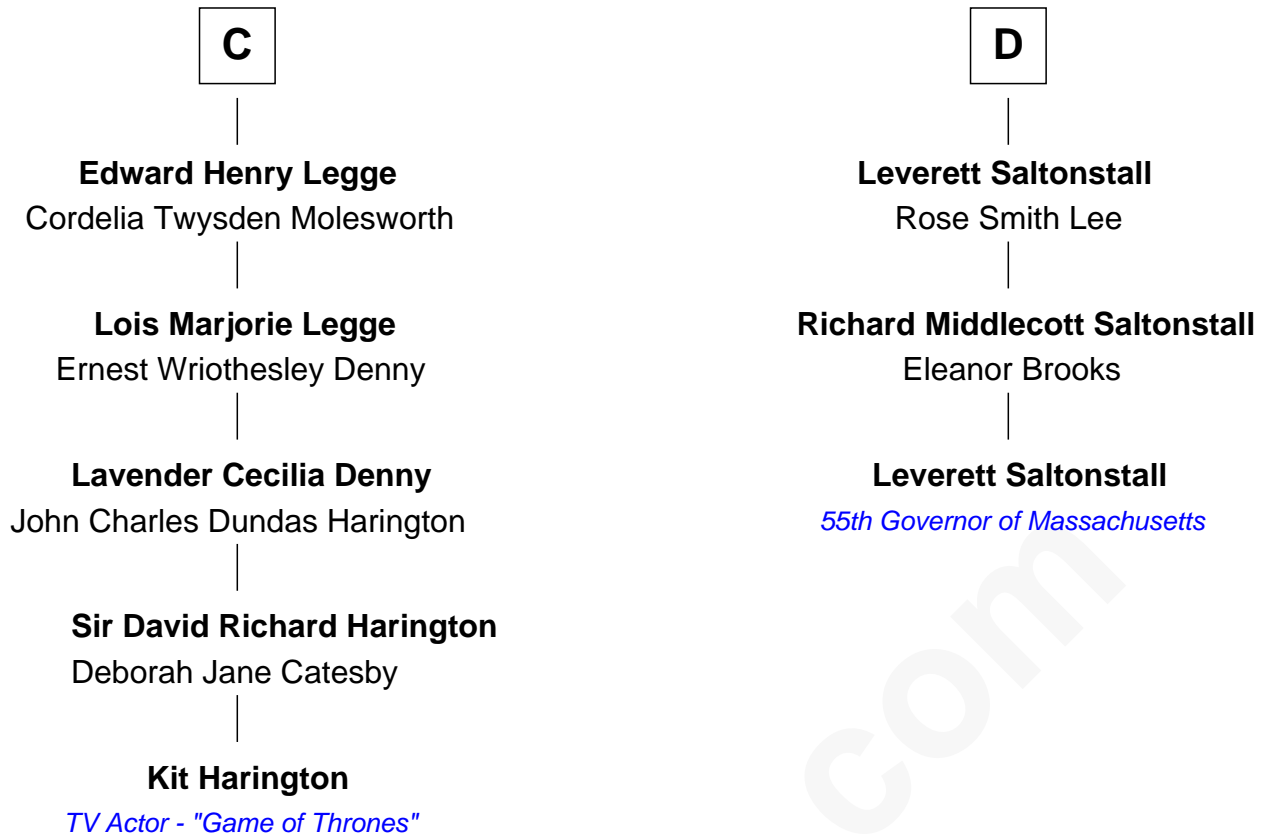 C
Edward Henry Legge
Cordelia Twysden Molesworth
Lois Marjorie Legge
Ernest Wriothesley Denny
Lavender Cecilia Denny
John Charles Dundas Harington
Sir David Richard Harington
Deborah Jane Catesby
Kit Harington
TV Actor - "Game of Thrones"
D
Leverett Saltonstall
Rose Smith Lee
Richard Middlecott Saltonstall
Eleanor Brooks
Leverett Saltonstall
55th Governor of Massachusetts
com